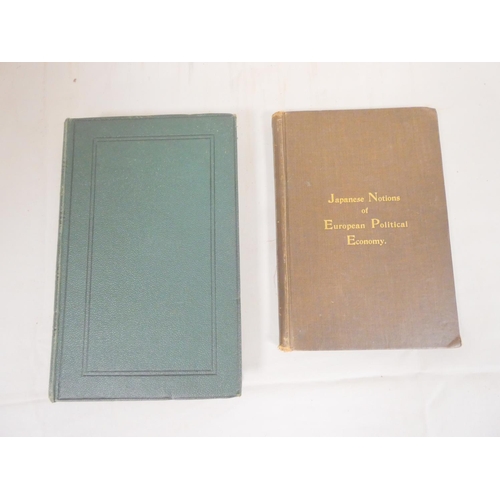 Japanese Notions
of
European Political
Economy.